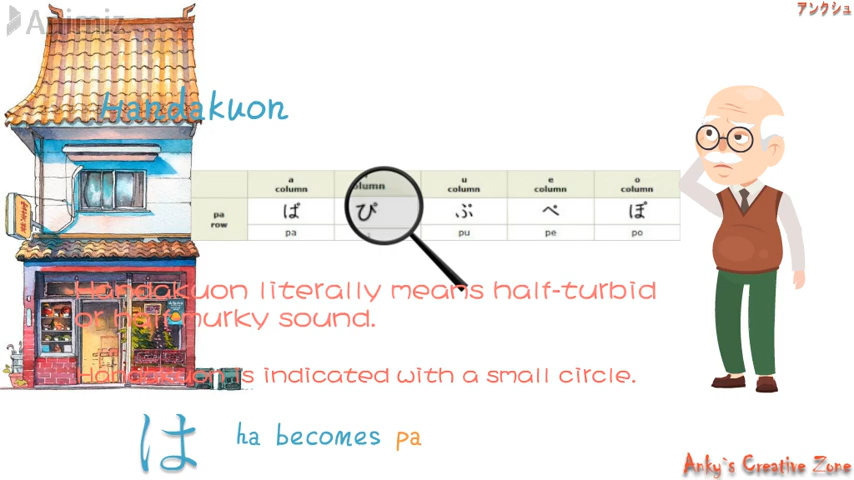 Animiz
アンクシュ
Handakuon
a column
column
u column
e column
o column
pa row
ぱ
ぴ
ぷ
ぺ
ぽ
pa
pu
pe
po
Handakuon literally means half-turbid
or half-murky sound.
Handakuon is indicated with a small circle.
は
ha becomes pa
Anky`s Creative Zone